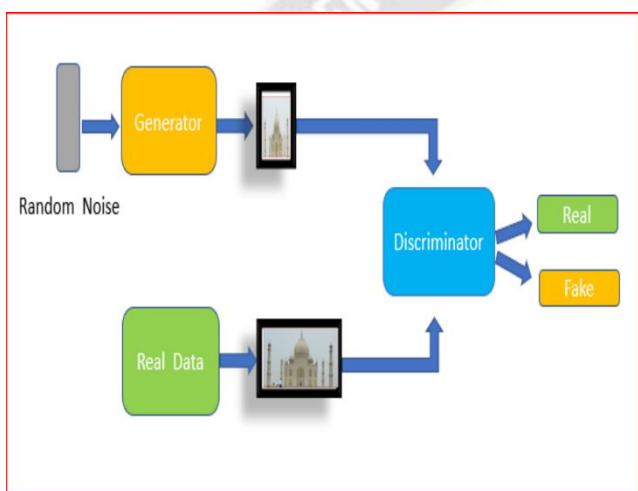 Generator
Random Noise
Discriminator
Real
Fake
Real Data